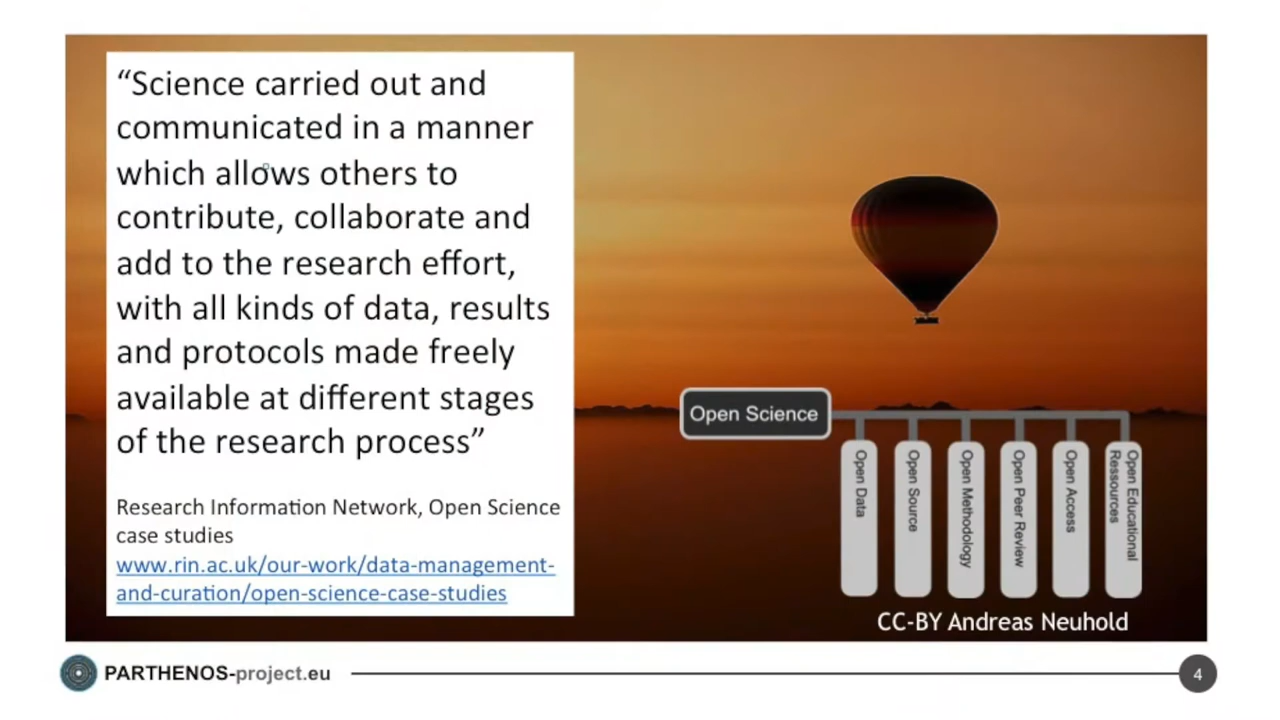 “Science carried out and
communicated in a manner
which allows others to
contribute, collaborate and
add to the research effort,
with all kinds of data, results
and protocols made freely
available at different stages
of the research process”
Research Information Network, Open Science
case studies
www.rin.ac.uk/our-work/data-management-
and-curation/open-science-case-studies
Open Science
Open Data
Open Source
Open Methodology
Open Peer Review
Open Access
Open Educational
Ressources
CC-BY Andreas Neuhold
PARTHENOS-project.eu
4